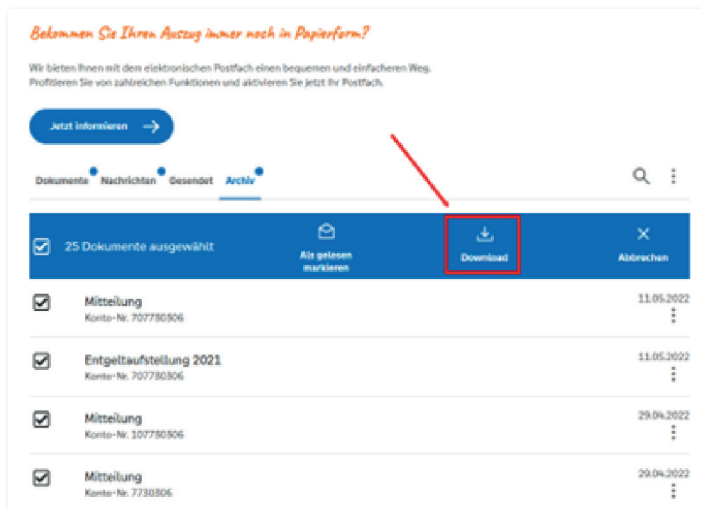 Bekommen Sie Ihren Auszug immer noch in Papierform?
Wir bieten Ihnen mit dem elektronischen Postfach einen bequemen und einfacheren Weg.
Profitieren Sie von zahlreichen Funktionen und aktivieren Sie jetzt Ihr Postfach.
Jetzt informieren
Dokumente Nachrichten Gesendet Archiv
25 Dokumente ausgewählt
Als gelesen
markieren
Download
Abbrechen
Mitteilung
11.05.2022
Konto-Nr. 707730306
Entgeltaufstellung 2021
11.05.2022
Konto-Nr. 707730306
Mitteilung
29.04.2022
Konto-Nr. 107730306
Mitteilung
29.04.2022
Konto-Nr. 7730306